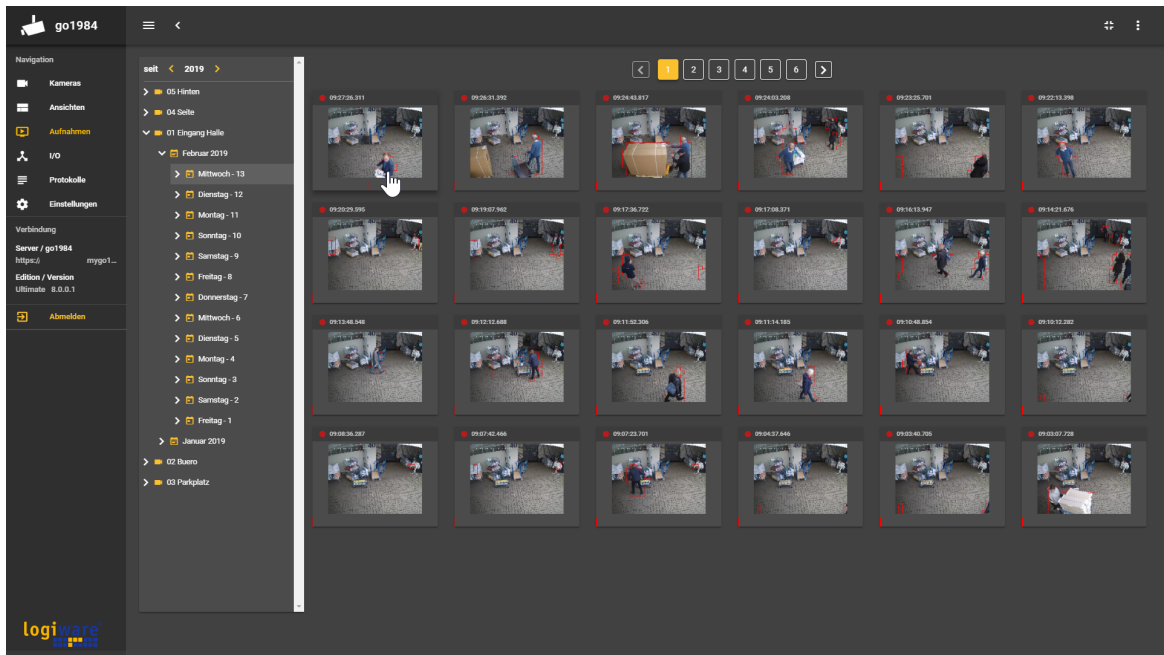 go1984
Navigation
Kameras
Ansichten
Aufnahmen
I/O
Protokolle
Einstellungen
Verbindung
Server / go1984
https:// mygo1...
Edition / Version
Ultimate 8.0.0.1
Abmelden
logiware
seit 2019
05 Hinten
04 Seite
01 Eingang Halle
Februar 2019
Mittwoch - 13
Dienstag - 12
Montag - 11
Sonntag - 10
Samstag - 9
Freitag - 8
Donnerstag - 7
Mittwoch - 6
Dienstag - 5
Montag - 4
Sonntag - 3
Samstag - 2
Freitag - 1
Januar 2019
02 Buero
03 Parkplatz
1 2 3 4 5 6
09:27:26.311 09:26:31.392 09:24:43.817 09:24:03.208 09:23:25.701 09:22:13.398
09:20:29.595 09:19:07.962 09:17:36.722 09:17:08.371 09:16:13.947 09:14:21.676
09:13:48.548 09:12:12.688 09:11:52.306 09:11:14.185 09:10:48.854 09:10:12.282
09:08:36.287 09:07:42.466 09:07:23.701 09:04:37.646 09:03:40.705 09:03:07.728